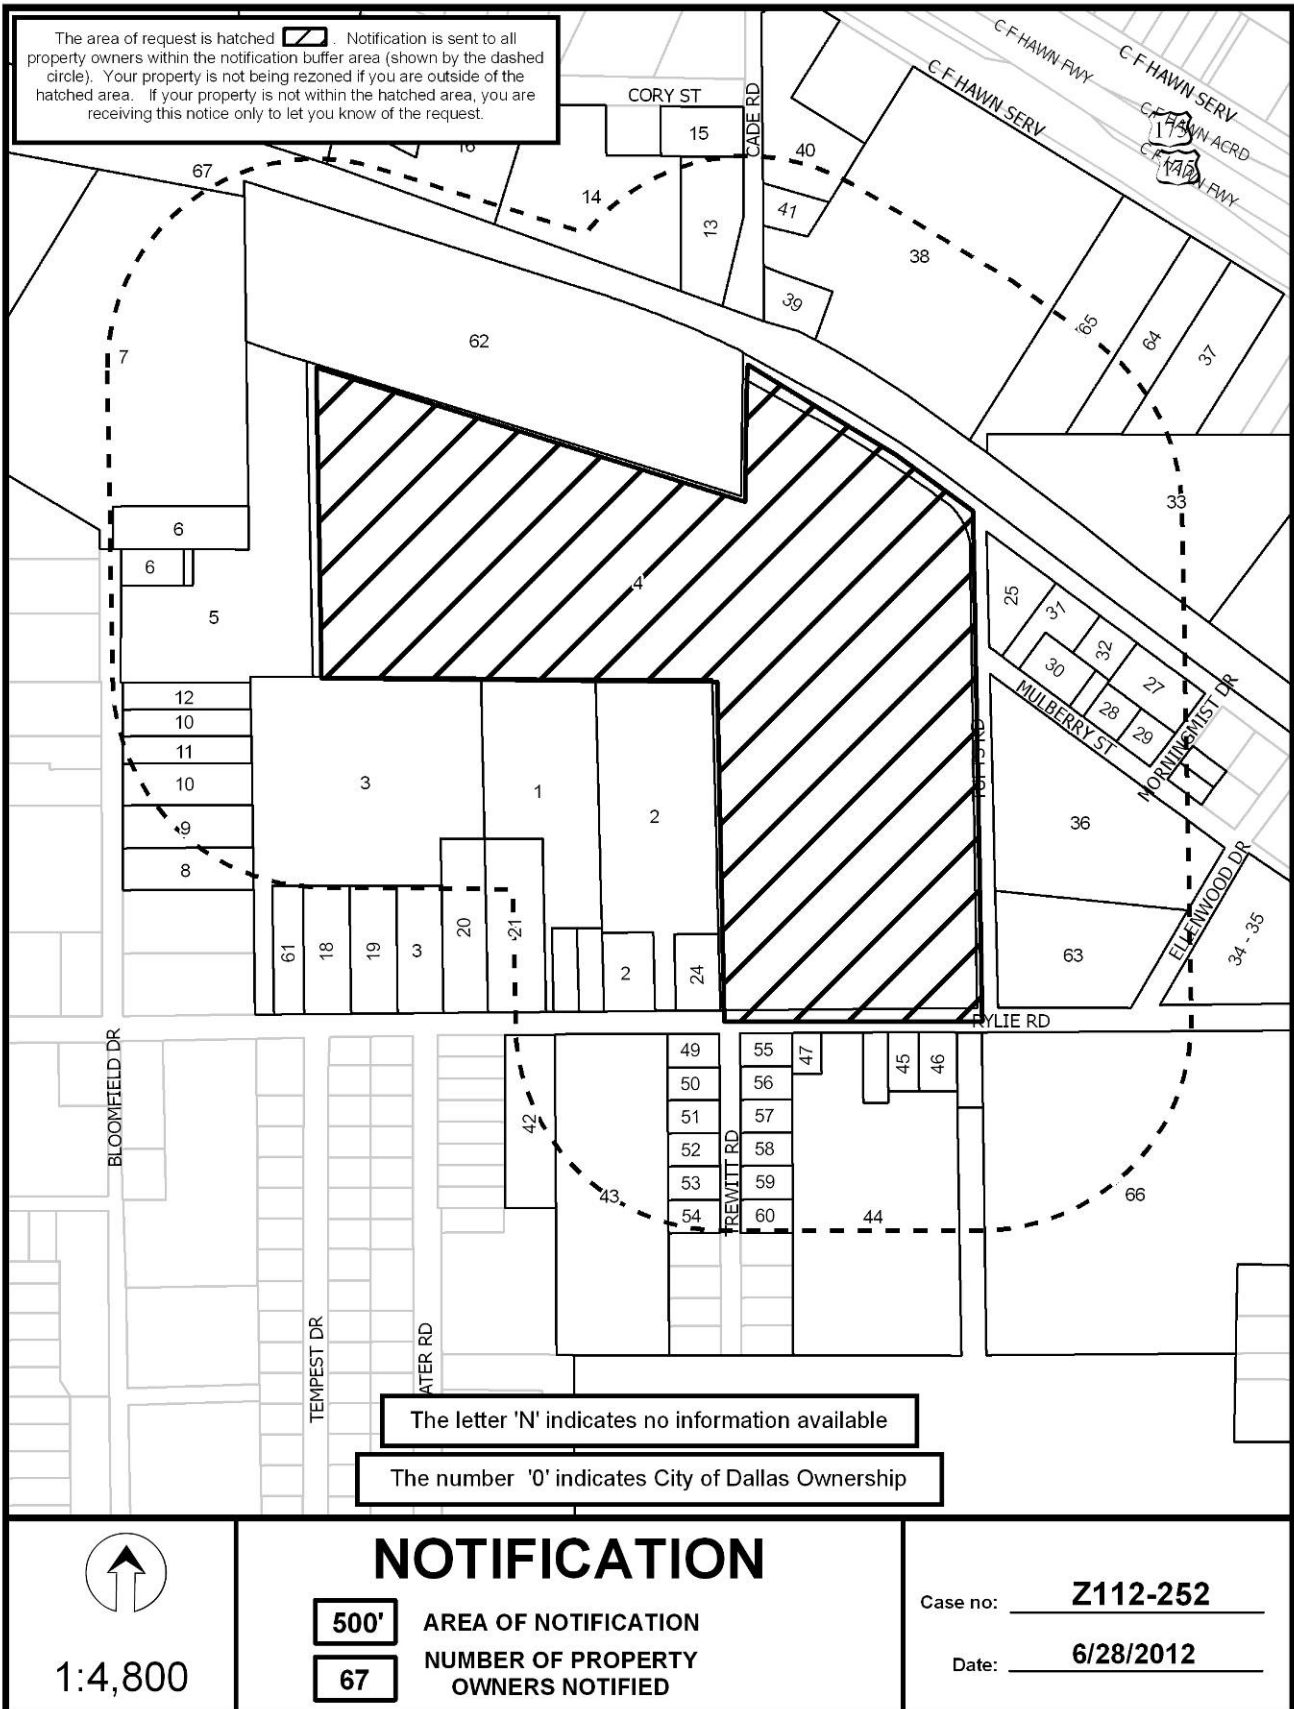 The area of request is hatched . Notification is sent to all
property owners within the notification buffer area (shown by the dashed
circle). Your property is not being rezoned if you are outside of the
hatched area. If your property is not within the hatched area, you are
receiving this notice only to let you know of the request.
C F HAWN FWY
C F HAWN SERV
C F HAWN SERV
C F HAWN ACRD
C F HAWN FWY
175
175
CORY ST
CADE RD
15
16
40
67
14
41
13
38
39
62
7
65
64
37
33
6
6
4
5
25
31
32
30
27
28
29
MULBERRY ST
MORNINGMIST DR
12
10
11
10
9
8
3
1
2
36
ELLENWOOD DR
34 - 35
61
18
19
3
20
21
2
24
63
RYLIE RD
BLOOMFIELD DR
49
50
51
52
53
54
55
56
57
58
59
60
47
45
46
42
43
44
66
TREWITT RD
TEMPEST DR
ATER RD
The letter 'N' indicates no information available
The number '0' indicates City of Dallas Ownership
1:4,800
NOTIFICATION
500' AREA OF NOTIFICATION
67 NUMBER OF PROPERTY
OWNERS NOTIFIED
Case no: Z112-252
Date: 6/28/2012